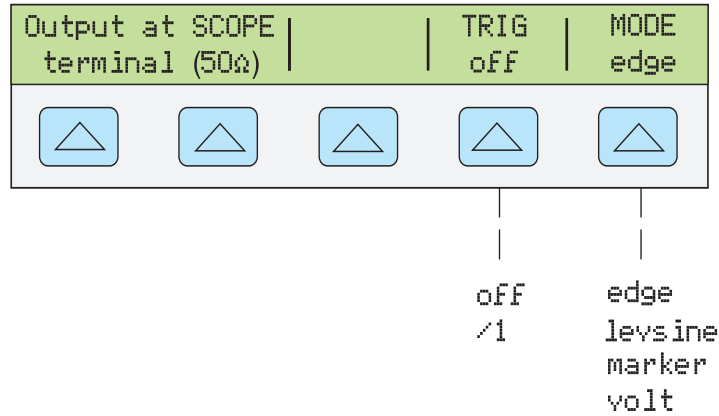 Output at SCOPE | | TRIG | MODE
terminal (50Ω) | | off | edge
off edge
/1 levsine
marker
volt